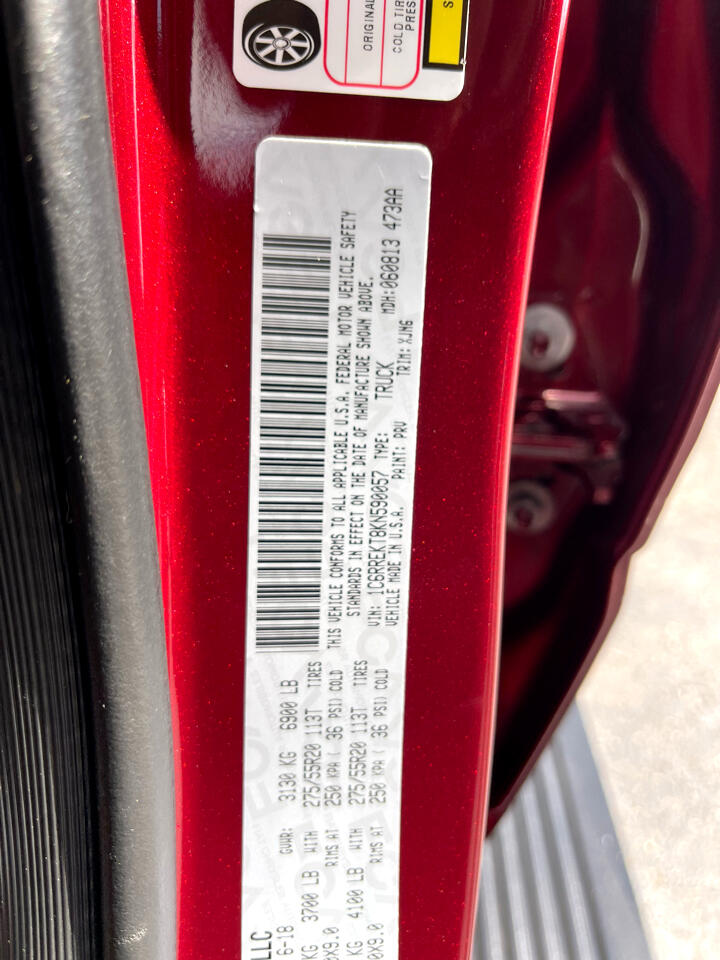 ORIGINAL
COLD TIR
PRES
S
LLC
6-18
GVWR: 3130 KG 6900 LB
KG 3700 LB WITH 275/55R20 113T TIRES
0X9.0 RIMS AT 250 KPA ( 36 PSI) COLD
KG 4100 LB WITH 275/55R20 113T TIRES
0X9.0 RIMS AT 250 KPA ( 36 PSI) COLD
THIS VEHICLE CONFORMS TO ALL APPLICABLE U.S.A. FEDERAL MOTOR VEHICLE SAFETY
STANDARDS IN EFFECT ON THE DATE OF MANUFACTURE SHOWN ABOVE.
VIN: 1C6RREKT8KN590057 TYPE: TRUCK MDH:060813 473AA
VEHICLE MADE IN U.S.A. PAINT: PRV TRIM: XJN6